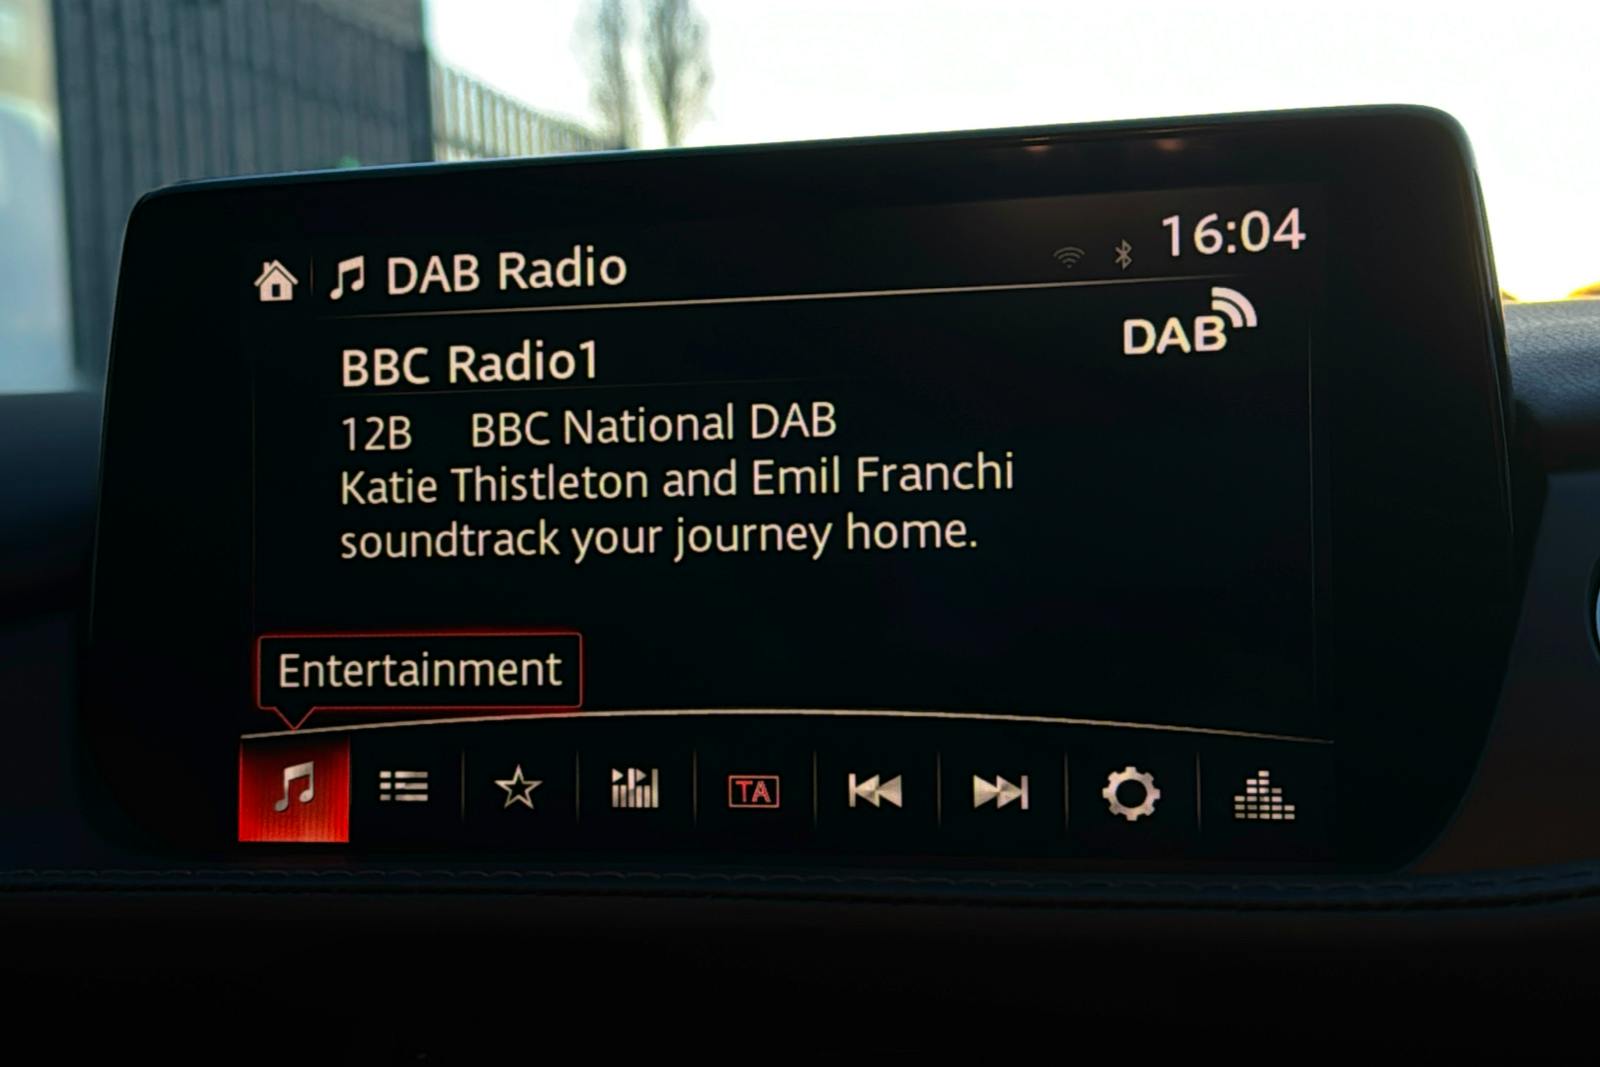 DAB Radio 16:04
BBC Radio1 DAB
12B BBC National DAB
Katie Thistleton and Emil Franchi
soundtrack your journey home.
Entertainment
TA